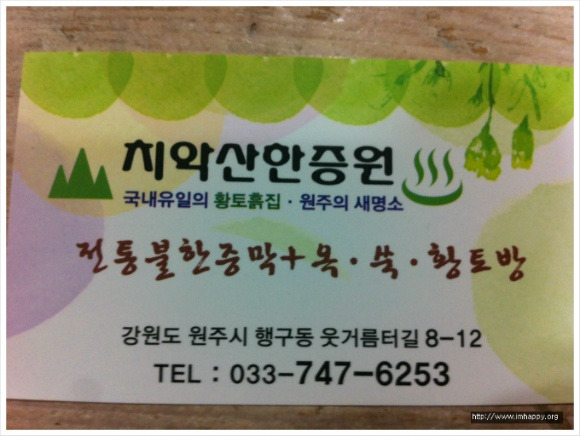 치악산한증원
국내유일의 황토흙집 · 원주의 새명소
전통불한증막+옥·쑥·황토방
강원도 원주시 행구동 웃거름터길 8-12
TEL : 033-747-6253
http://www.imhappy.org